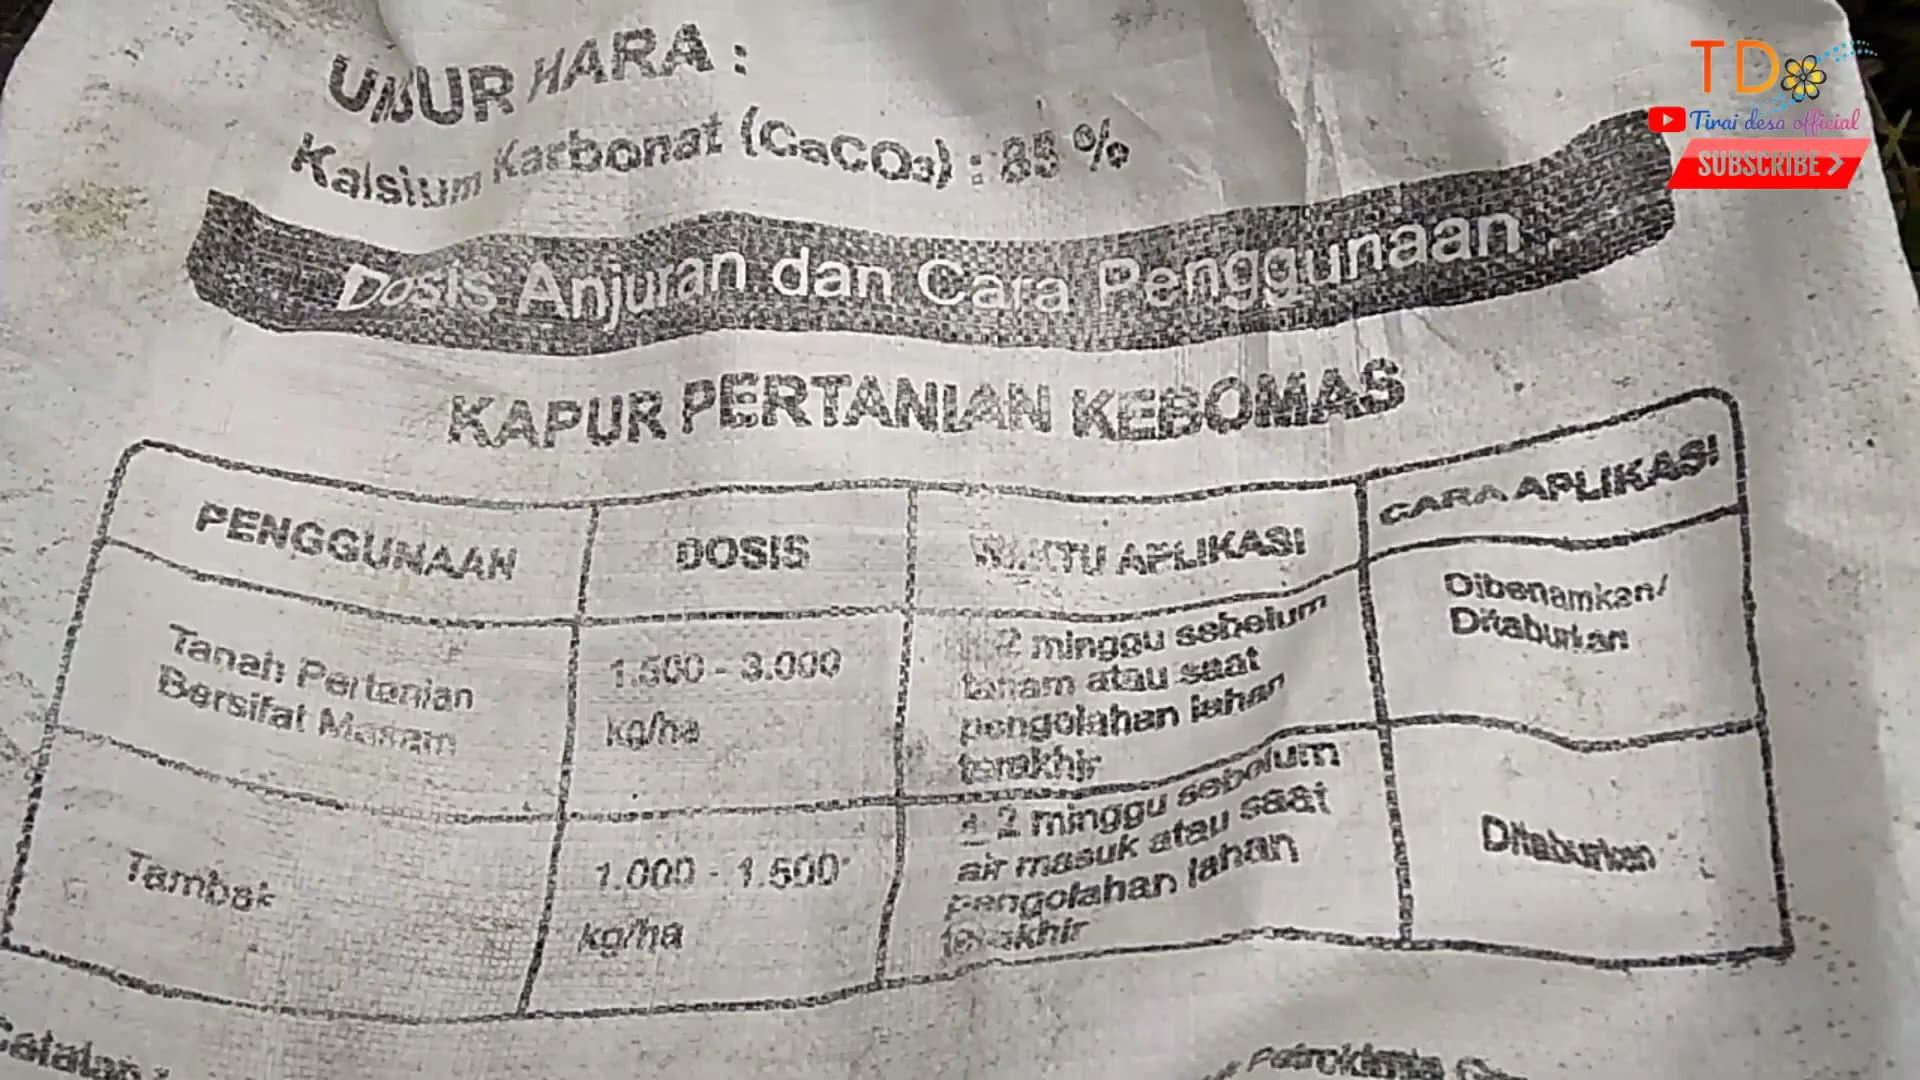 UNSUR HARA :
Kalsium Karbonat (CaCO3) : 85 %
Dosis Anjuran dan Cara Penggunaan
KAPUR PERTANIAN KEBOMAS
PENGGUNAAN
DOSIS
WAKTU APLIKASI
CARA APLIKASI
Tanah Pertanian
Bersifat Masam
1.500 - 3.000
kg/ha
2 minggu sebelum
tanam atau saat
pengolahan lahan
terakhir
Dibenamkan/
Ditaburkan
Tambak
1.000 - 1.500
kg/ha
± 2 minggu sebelum
air masuk atau saat
pengolahan lahan
terakhir
Ditaburkan
Catatan :
Petrokimia
TD
Tirai desa official
SUBSCRIBE